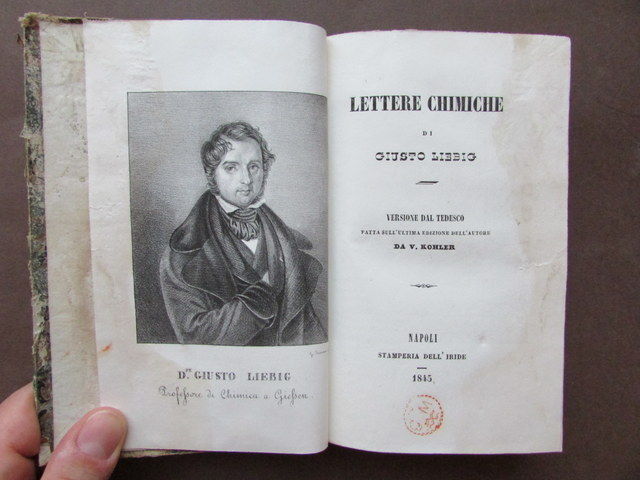 Dr. GIUSTO LIEBIG
Professore di Chimica a Giessen.
LETTERE CHIMICHE
DI
GIUSTO LIEBIG
VERSIONE DAL TEDESCO
FATTA SULL'ULTIMA EDIZIONE DELL'AUTORE
DA V. KOHLER
NAPOLI
STAMPERIA DELL'IRIDE
1845